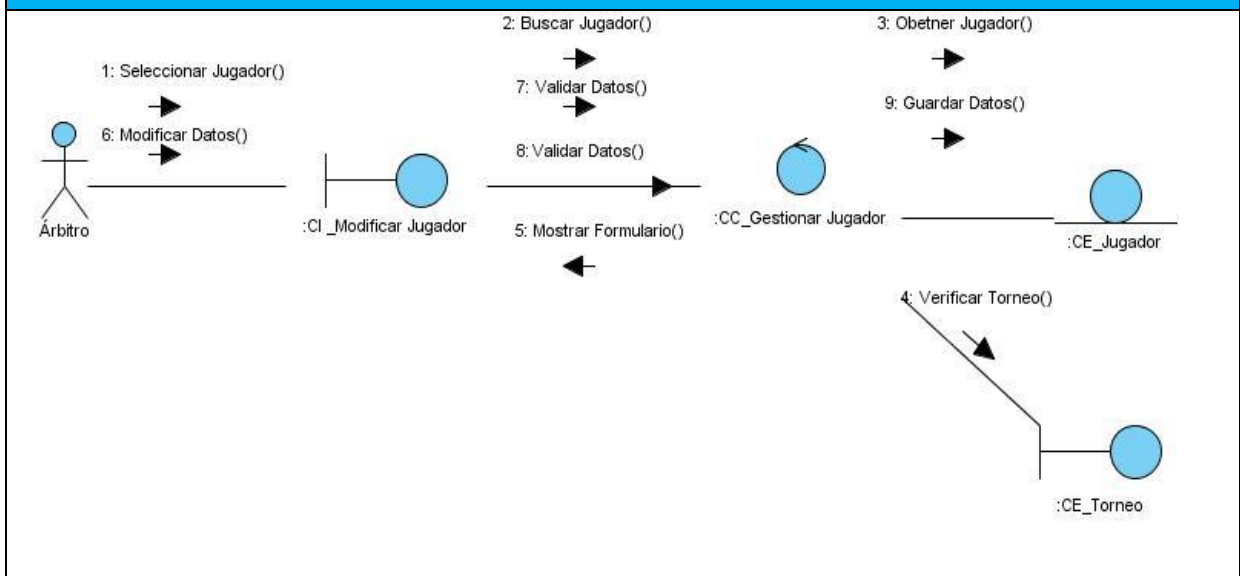 2: Buscar Jugador()
3: Obetner Jugador()
1: Seleccionar Jugador()
7: Validar Datos()
9: Guardar Datos()
6: Modificar Datos()
8: Validar Datos()
Árbitro
:CI _Modificar Jugador
5: Mostrar Formulario()
:CC_Gestionar Jugador
:CE_Jugador
4: Verificar Torneo()
:CE_Torneo